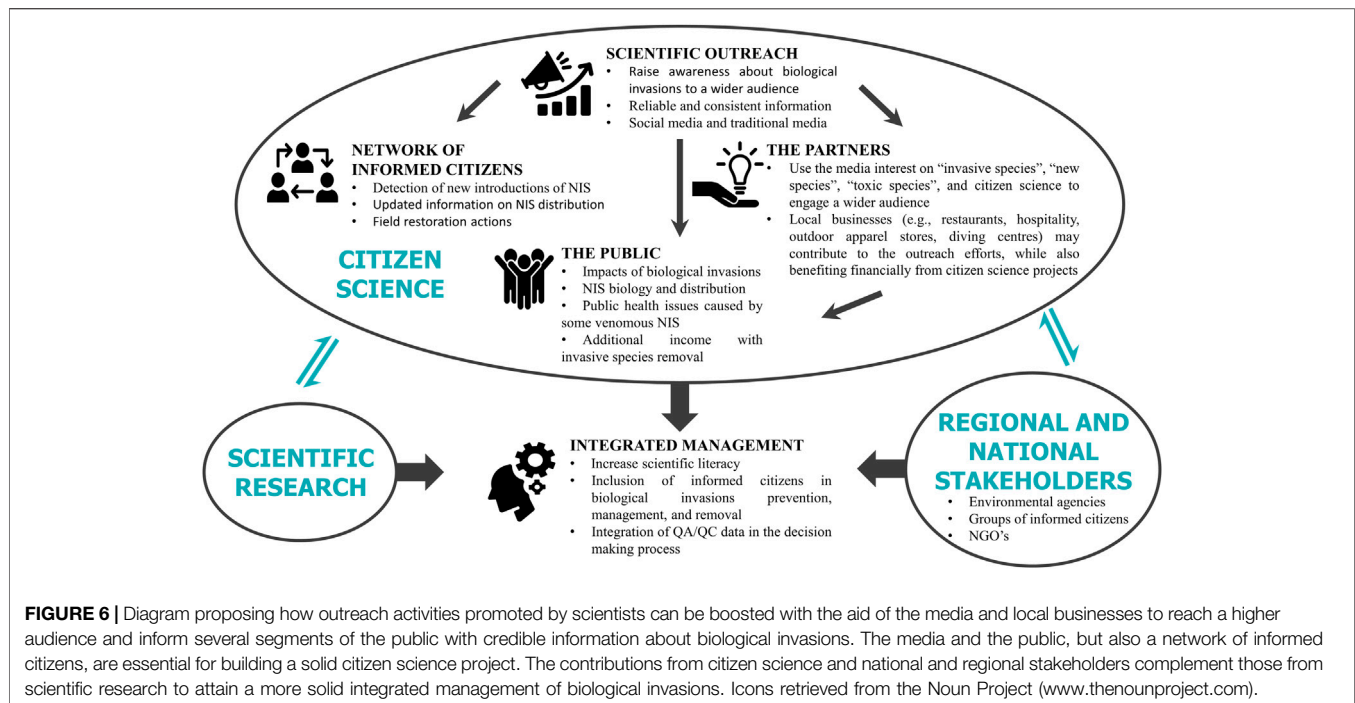 SCIENTIFIC OUTREACH
• Raise awareness about biological
invasions to a wider audience
• Reliable and consistent information
• Social media and traditional media
NETWORK OF
INFORMED CITIZENS
• Detection of new introductions of NIS
• Updated information on NIS distribution
• Field restoration actions
THE PARTNERS
• Use the media interest on “invasive species”, “new
species”, “toxic species”, and citizen science to
engage a wider audience
• Local businesses (e.g., restaurants, hospitality,
outdoor apparel stores, diving centres) may
contribute to the outreach efforts, while also
benefiting financially from citizen science projects
CITIZEN
SCIENCE
THE PUBLIC
• Impacts of biological invasions
• NIS biology and distribution
• Public health issues caused by
some venomous NIS
• Additional income with
invasive species removal
SCIENTIFIC
RESEARCH
INTEGRATED MANAGEMENT
• Increase scientific literacy
• Inclusion of informed citizens in
biological invasions prevention,
management, and removal
• Integration of QA/QC data in the decision
making process
REGIONAL AND
NATIONAL
STAKEHOLDERS
• Environmental agencies
• Groups of informed citizens
• NGO’s
FIGURE 6 | Diagram proposing how outreach activities promoted by scientists can be boosted with the aid of the media and local businesses to reach a higher
audience and inform several segments of the public with credible information about biological invasions. The media and the public, but also a network of informed
citizens, are essential for building a solid citizen science project. The contributions from citizen science and national and regional stakeholders complement those from
scientific research to attain a more solid integrated management of biological invasions. Icons retrieved from the Noun Project (www.thenounproject.com).